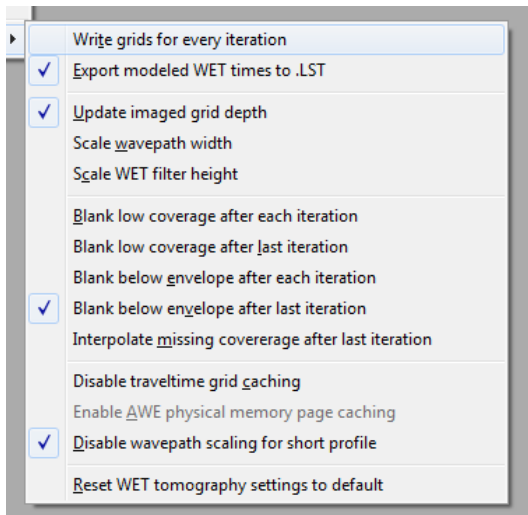 Write grids for every iteration
Export modeled WET times to .LST
Update imaged grid depth
Scale wavepath width
Scale WET filter height
Blank low coverage after each iteration
Blank low coverage after last iteration
Blank below envelope after each iteration
Blank below envelope after last iteration
Interpolate missing covererage after last iteration
Disable traveltime grid caching
Enable AWE physical memory page caching
Disable wavepath scaling for short profile
Reset WET tomography settings to default